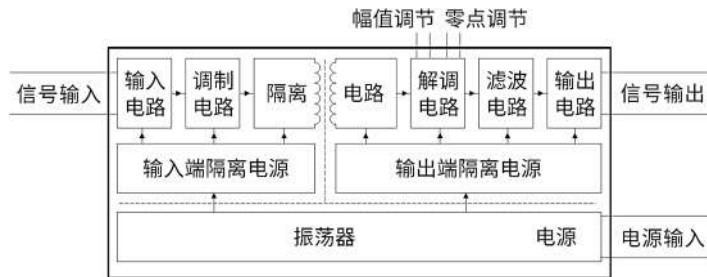 幅值调节 零点调节
信号输入
输入
电路
调制
电路
隔离
电路
解调
电路
滤波
电路
输出
电路
信号输出
输入端隔离电源
输出端隔离电源
振荡器
电源
电源输入